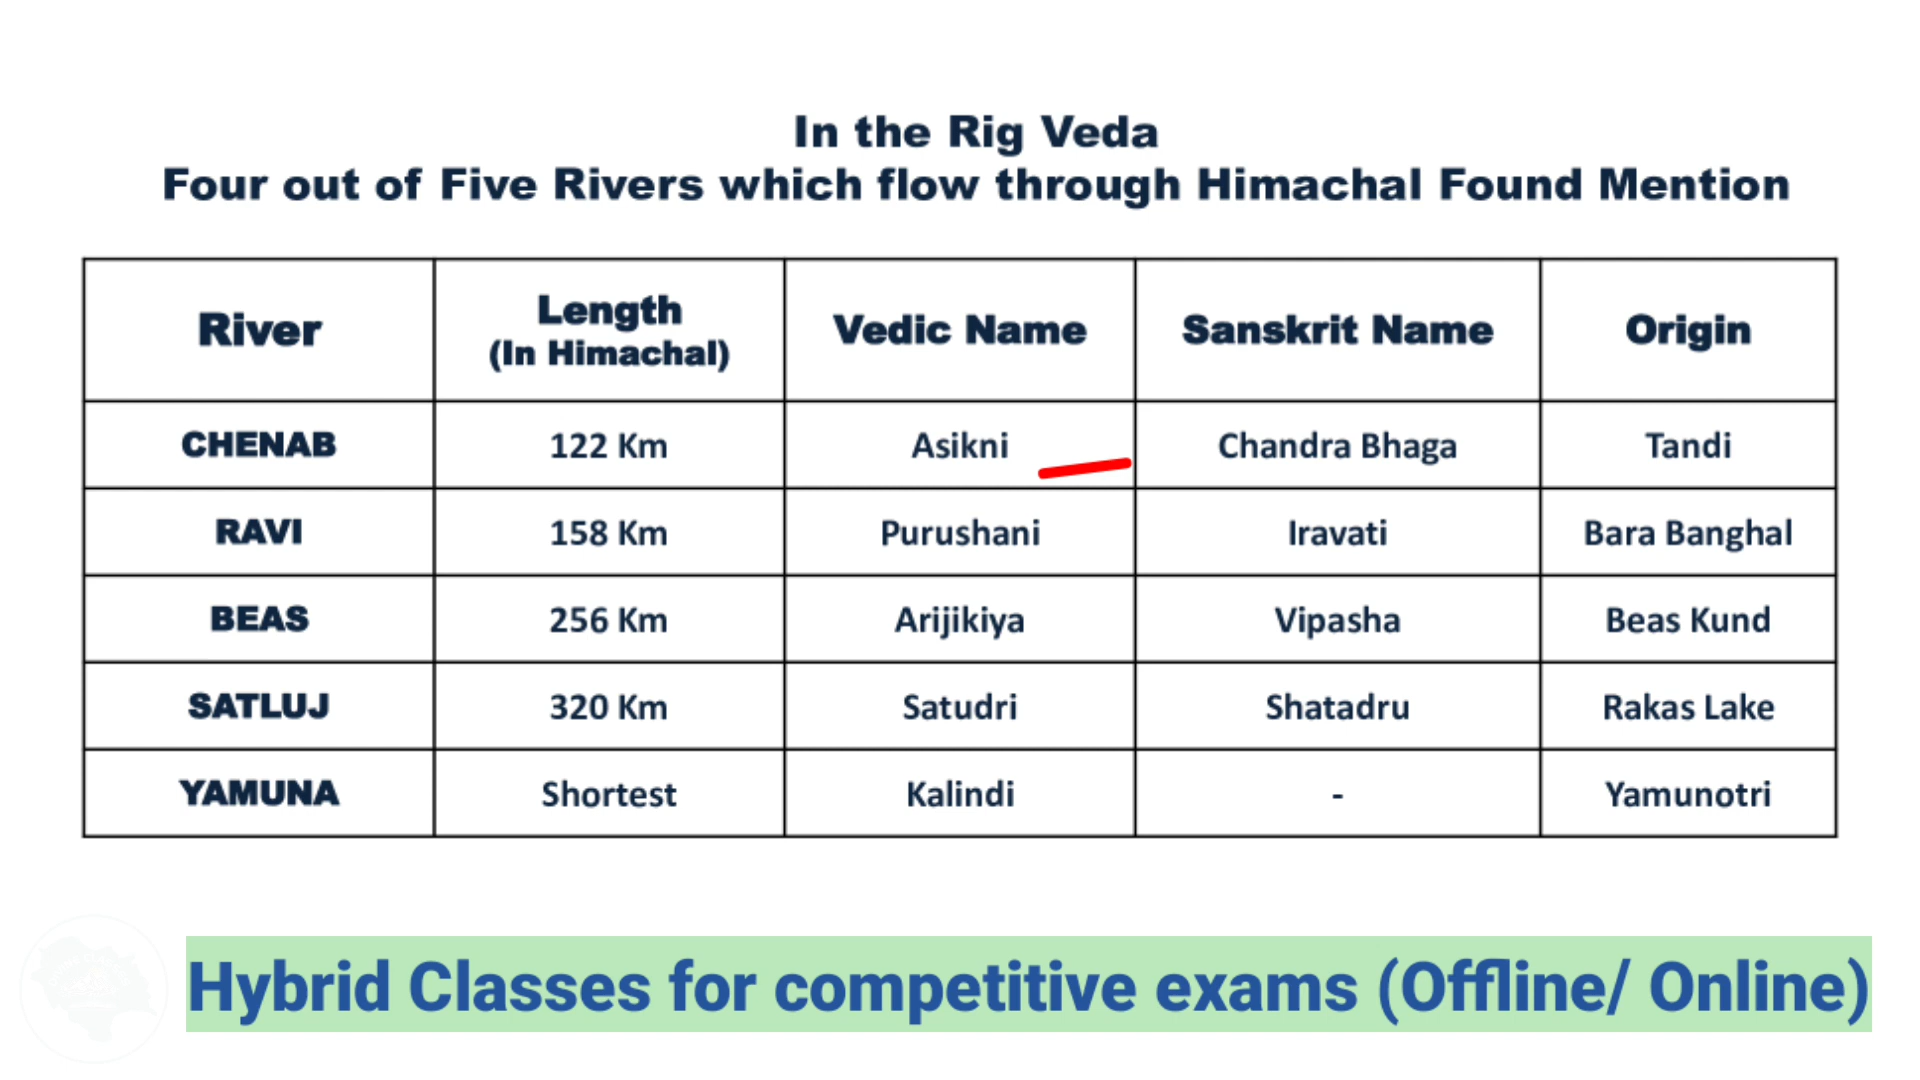 In the Rig Veda
Four out of Five Rivers which flow through Himachal Found Mention
River Length (In Himachal) Vedic Name Sanskrit Name Origin
CHENAB 122 Km Asikni Chandra Bhaga Tandi
RAVI 158 Km Purushani Iravati Bara Banghal
BEAS 256 Km Arijikiya Vipasha Beas Kund
SATLUJ 320 Km Satudri Shatadru Rakas Lake
YAMUNA Shortest Kalindi - Yamunotri
Hybrid Classes for competitive exams (Offline/ Online)